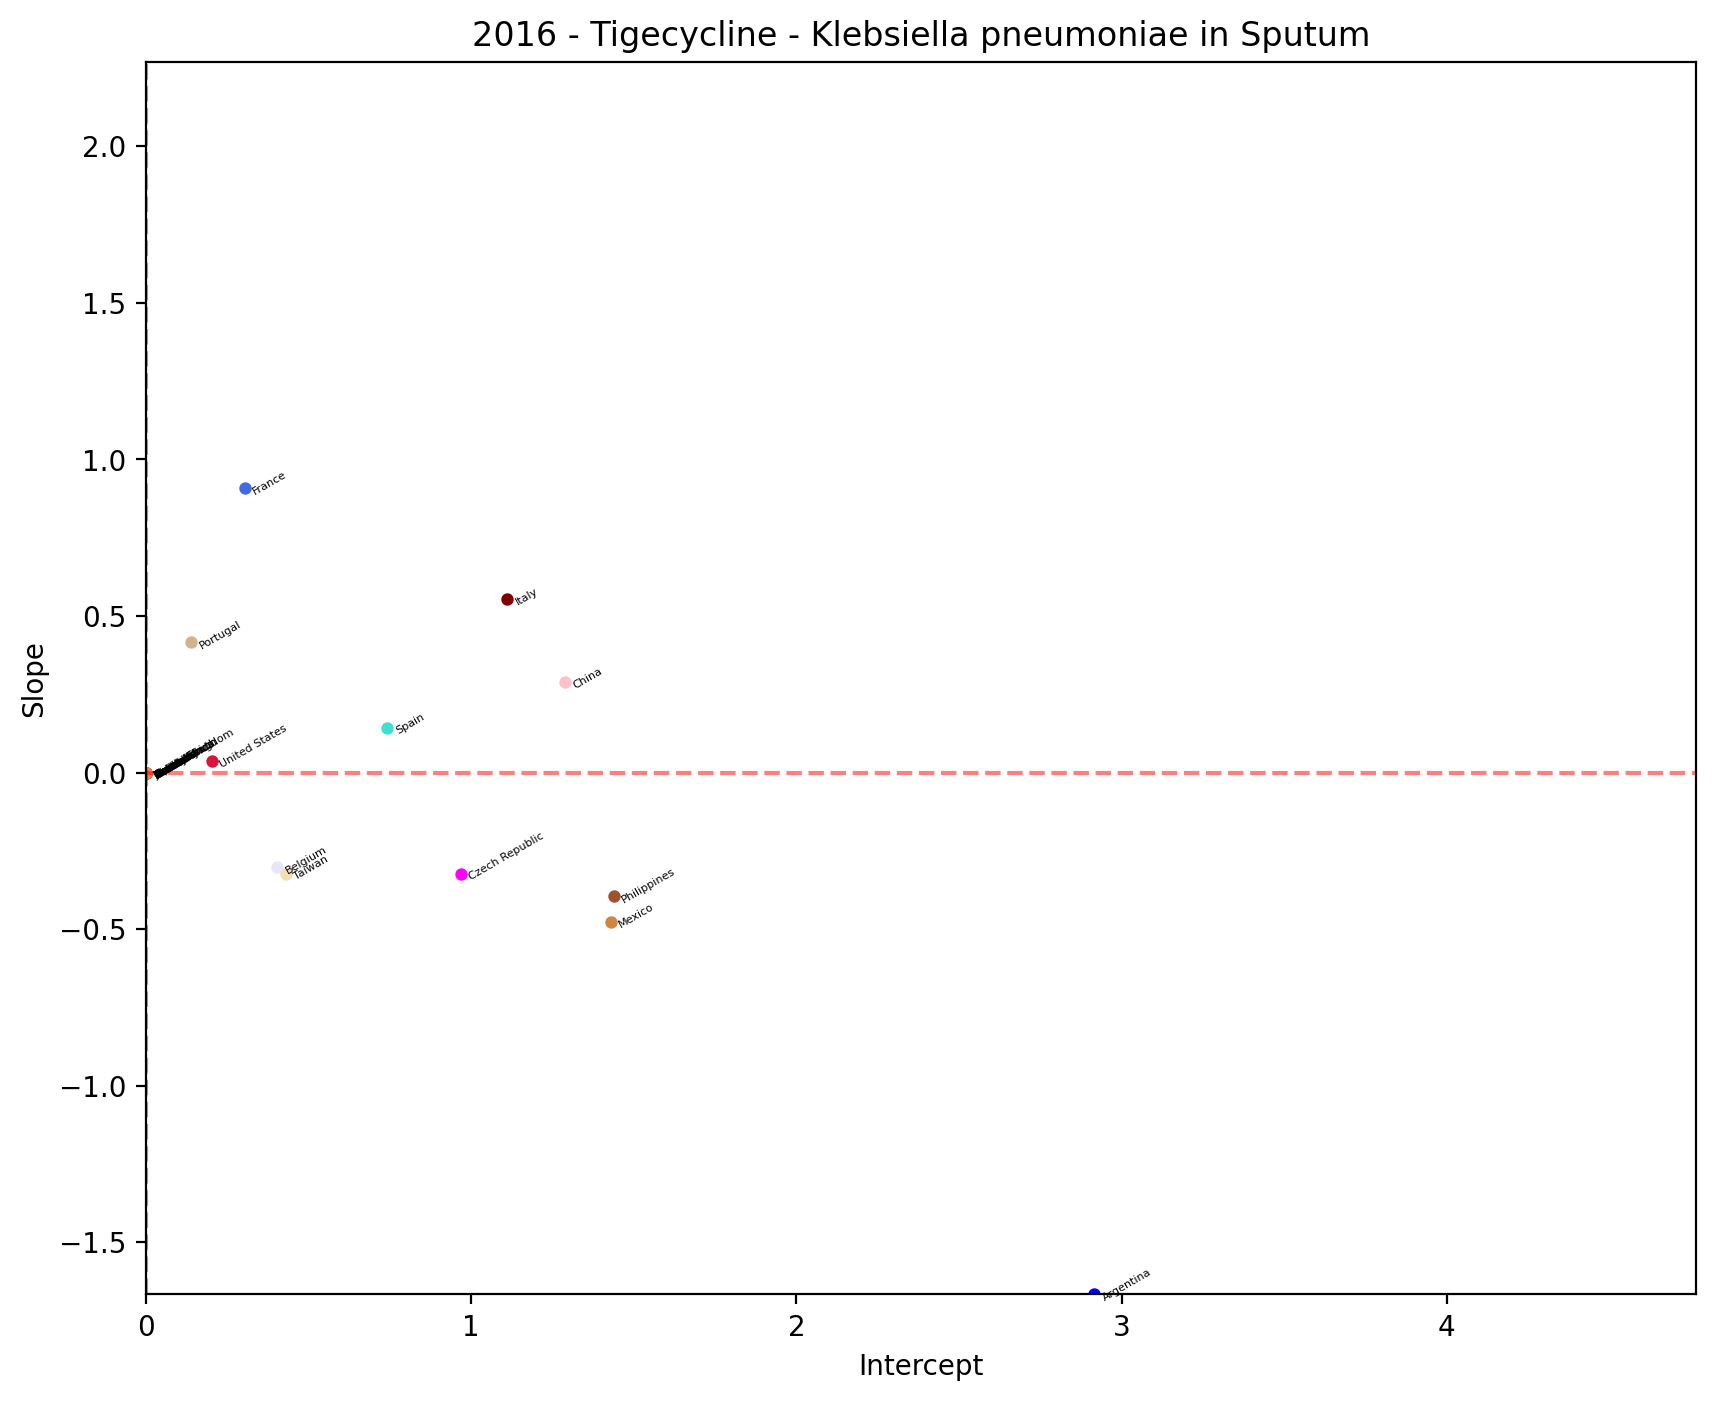 2016 - Tigecycline - Klebsiella pneumoniae in Sputum
2.0
1.5
1.0
France
Italy
0.5
Portugal
China
Slope
Spain
United States
0.0
Belgium
Taiwan
Czech Republic
Philippines
Mexico
−0.5
−1.0
−1.5
Argentina
0 1 2 3 4
Intercept